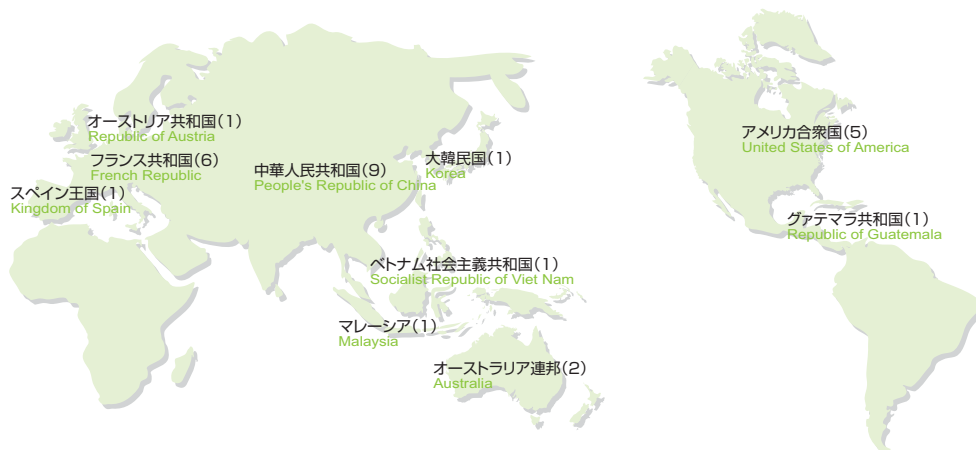 オーストリア共和国(1)
Republic of Austria
フランス共和国(6)
French Republic
スペイン王国(1)
Kingdom of Spain
中華人民共和国(9)
People's Republic of China
大韓民国(1)
Korea
ベトナム社会主義共和国(1)
Socialist Republic of Viet Nam
マレーシア(1)
Malaysia
オーストラリア連邦(2)
Australia
アメリカ合衆国(5)
United States of America
グァテマラ共和国(1)
Republic of Guatemala